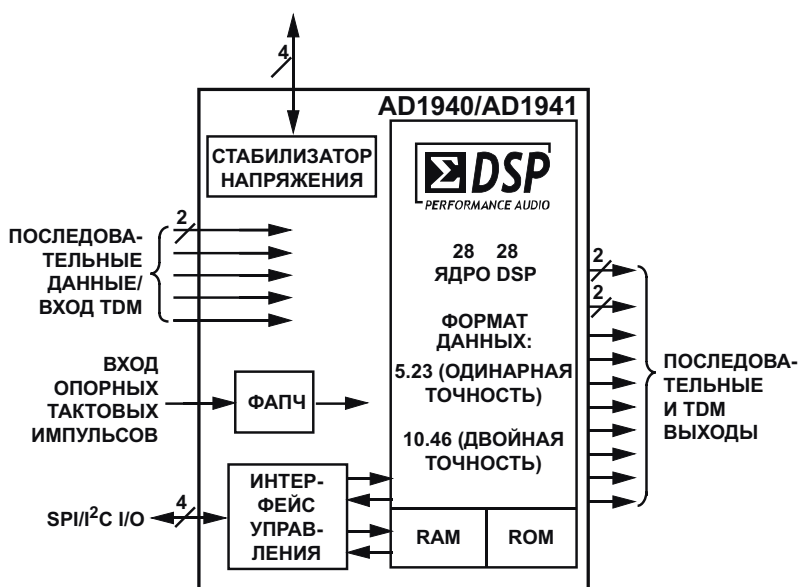 4
AD1940/AD1941
СТАБИЛИЗАТОР
НАПРЯЖЕНИЯ
ΣDSP
PERFORMANCE AUDIO
2
ПОСЛЕДОВА-
ТЕЛЬНЫЕ
ДАННЫЕ/
ВХОД TDM
28 28
ЯДРО DSP
ФОРМАТ
ДАННЫХ:
5.23 (ОДИНАРНАЯ
ТОЧНОСТЬ)
10.46 (ДВОЙНАЯ
ТОЧНОСТЬ)
2
2
ПОСЛЕДОВА-
ТЕЛЬНЫЕ
И TDM
ВЫХОДЫ
ВХОД
ОПОРНЫХ
ТАКТОВЫХ
ИМПУЛЬСОВ
ФАПЧ
SPI/I²C I/O
4
ИНТЕР-
ФЕЙС
УПРАВ-
ЛЕНИЯ
RAM
ROM